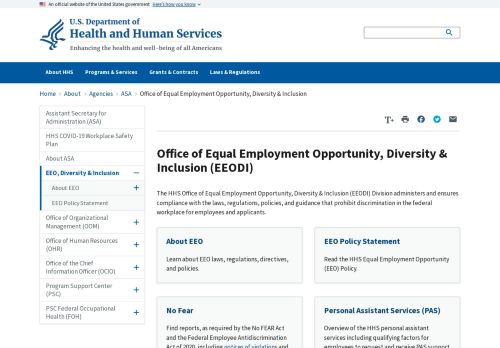 An official website of the United States government Here's how you know
U.S. Department of
Health and Human Services
Enhancing the health and well-being of all Americans
About HHS Programs & Services Grants & Contracts Laws & Regulations
Home > About > Agencies > ASA > Office of Equal Employment Opportunity, Diversity & Inclusion
Assistant Secretary for
Administration (ASA)
HHS COVID-19 Workplace Safety
Plan
About ASA
EEO, Diversity & Inclusion
About EEO
EEO Policy Statement
Office of Organizational
Management (OOM)
Office of Human Resources
(OHR)
Office of the Chief
Information Officer (OCIO)
Program Support Center
(PSC)
PSC Federal Occupational
Health (FOH)
T+
Office of Equal Employment Opportunity, Diversity &
Inclusion (EEODI)
The HHS Office of Equal Employment Opportunity, Diversity & Inclusion (EEODI) Division administers and ensures
compliance with the laws, regulations, policies, and guidance that prohibit discrimination in the federal
workplace for employees and applicants.
About EEO
Learn about EEO laws, regulations, directives,
and policies.
EEO Policy Statement
Read the HHS Equal Employment Opportunity
(EEO) Policy.
No Fear
Find reports, as required by the No FEAR Act
and the Federal Employee Antidiscrimination
Act of 2020, including notices of violations and
Personal Assistant Services (PAS)
Overview of the HHS personal assistant
services including qualifying factors for
employees to request and receive PAS support